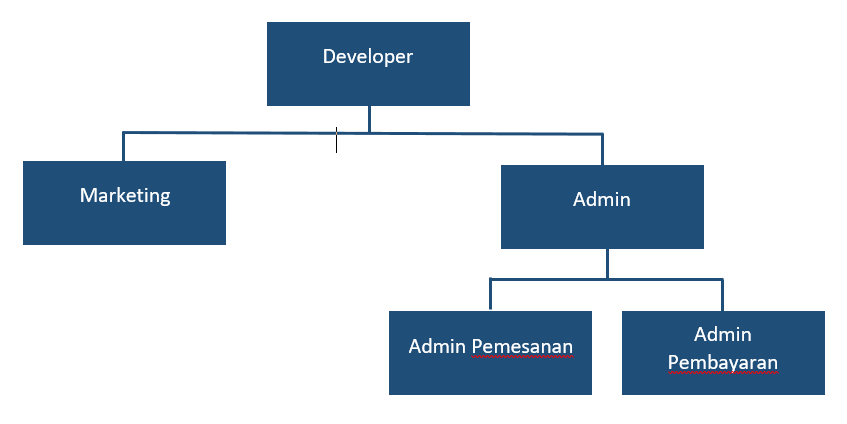 Developer
Marketing
Admin
Admin Pemesanan
Admin
Pembayaran